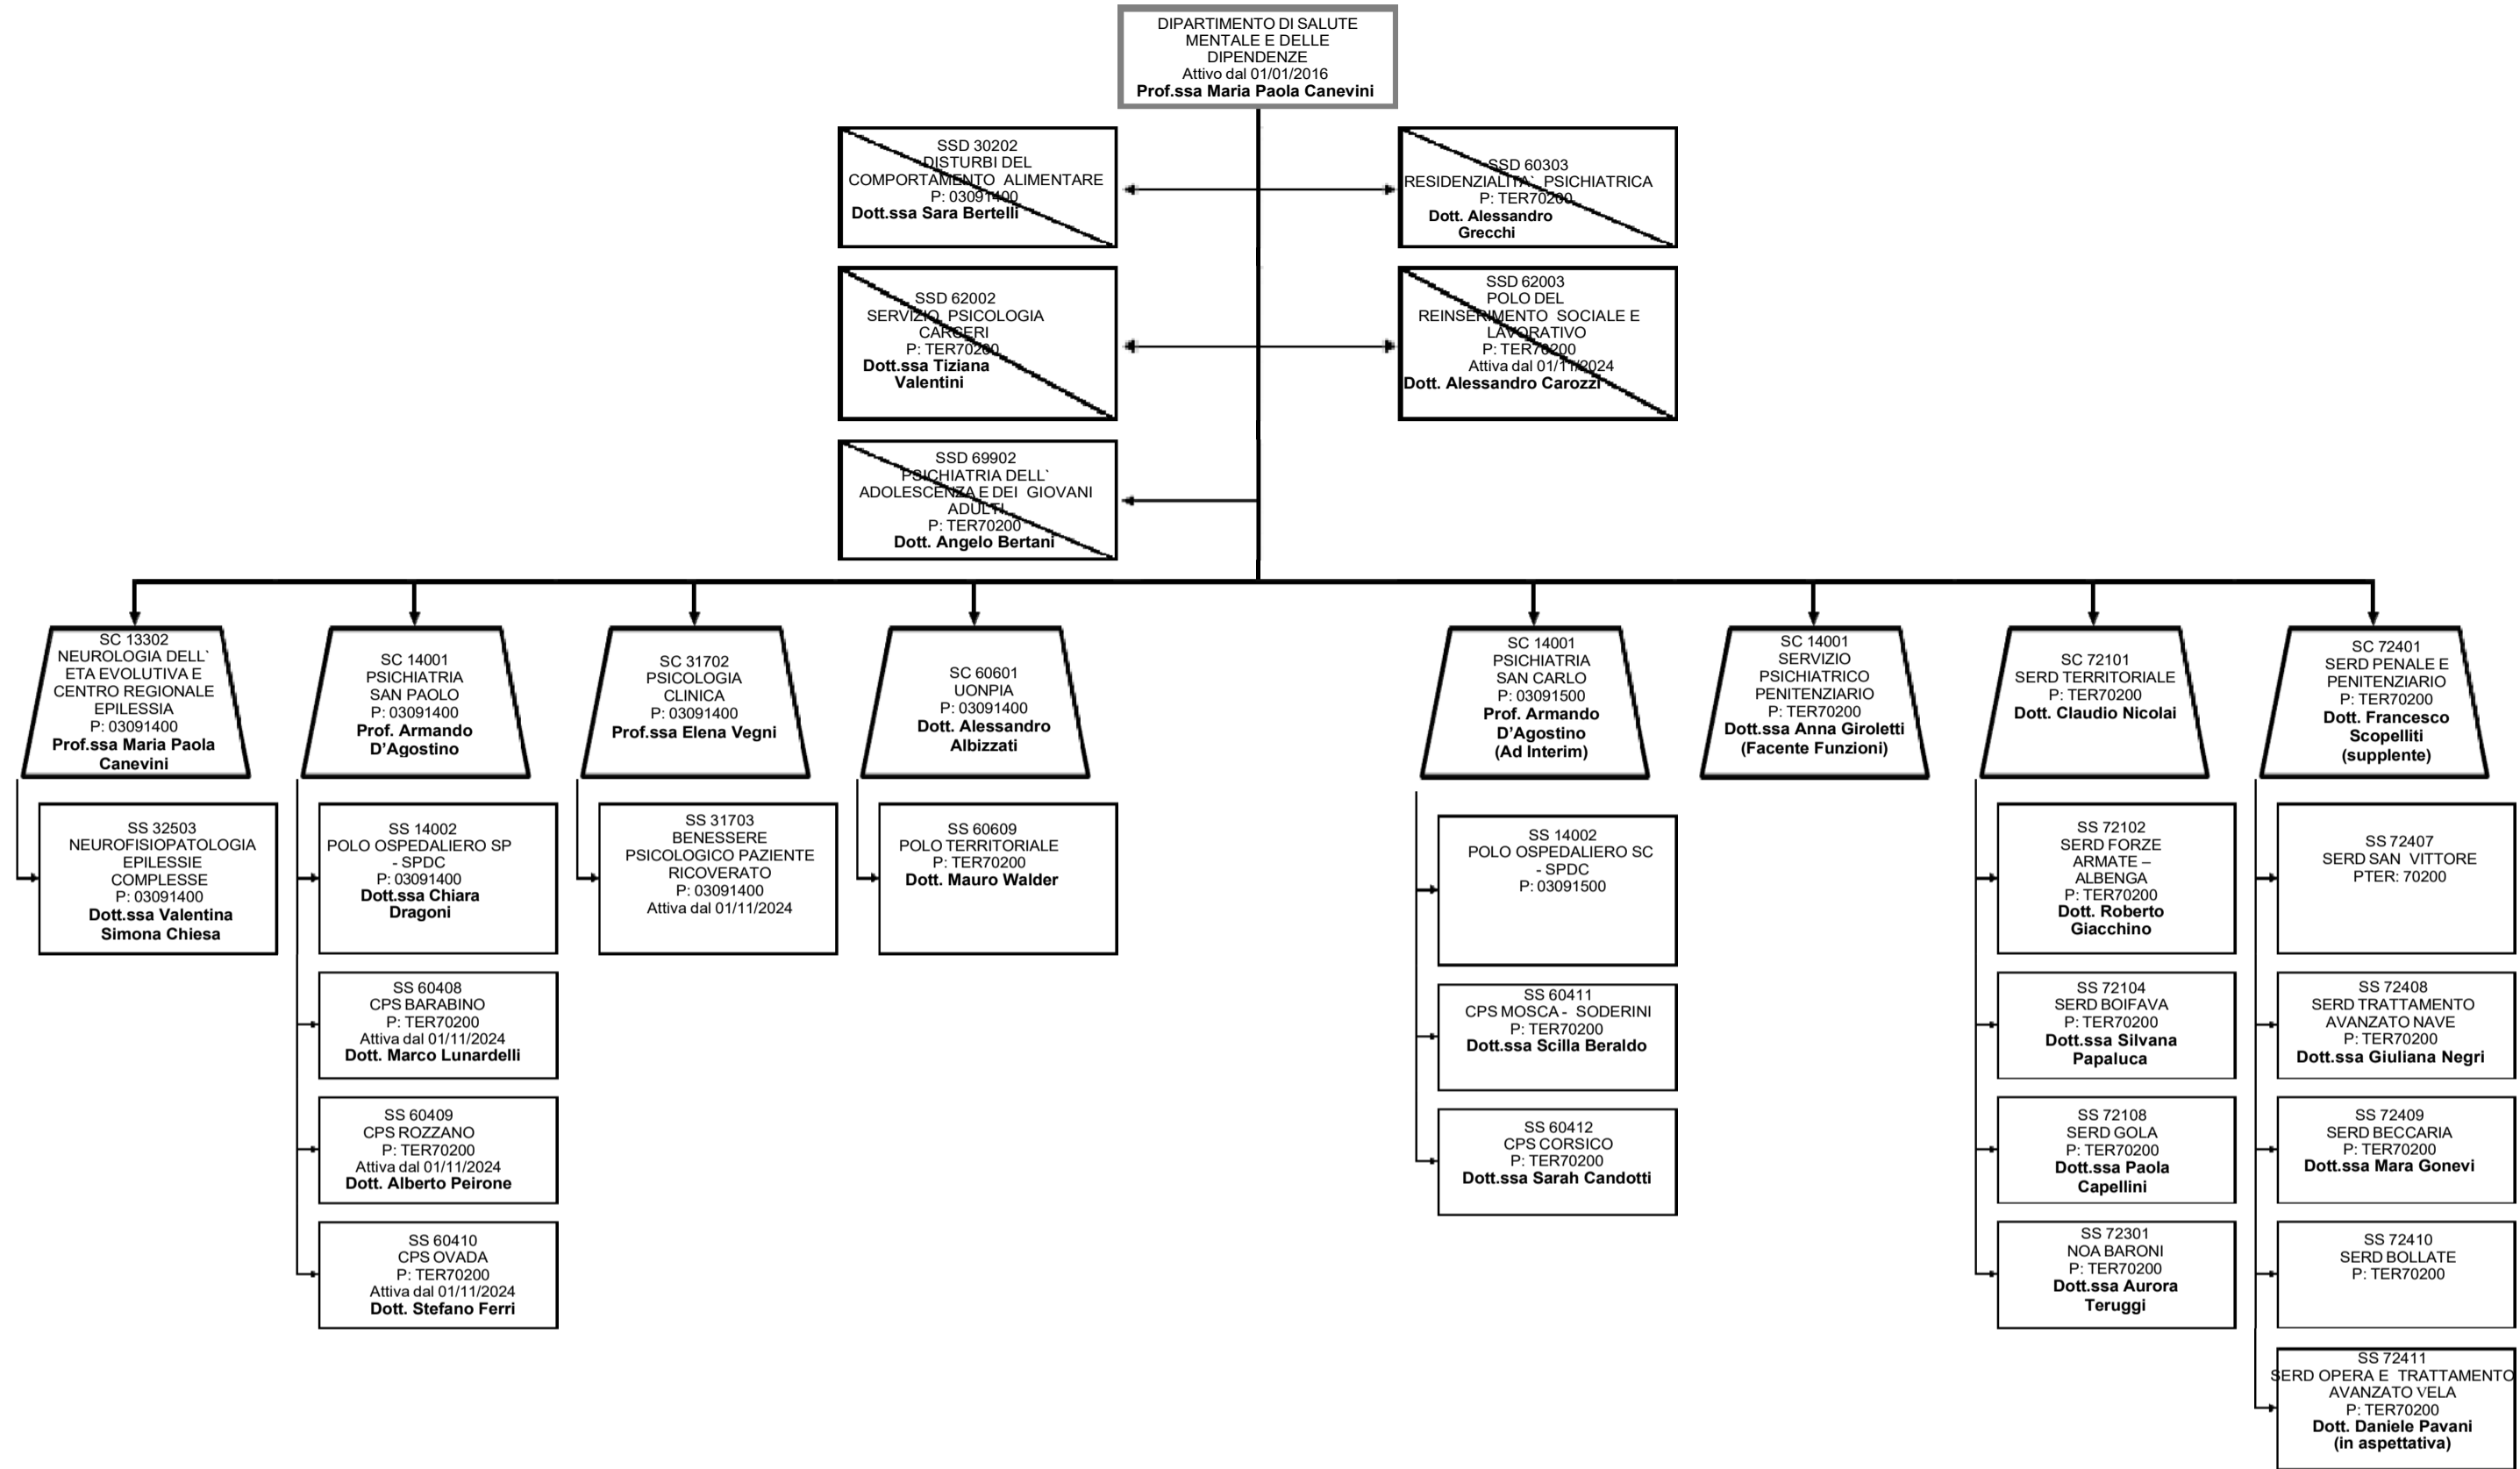 DIPARTIMENTO DI SALUTE
MENTALE E DELLE
DIPENDENZE
Attivo dal 01/01/2016
Prof.ssa Maria Paola Canevini
SSD 30202
DISTURBI DEL
COMPORTAMENTO ALIMENTARE
P: 03091400
Dott.ssa Sara Bertelli
SSD 60303
RESIDENZIALITA` PSICHIATRICA
P: TER70200
Dott. Alessandro
Grecchi
SSD 62002
SERVIZIO PSICOLOGIA
CARCERI
P: TER70200
Dott.ssa Tiziana
Valentini
SSD 62003
POLO DEL
REINSERIMENTO SOCIALE E
LAVORATIVO
P: TER70200
Attiva dal 01/11/2024
Dott. Alessandro Carozzi
SSD 69902
PSICHIATRIA DELL`
ADOLESCENZA E DEI GIOVANI
ADULTI
P: TER70200
Dott. Angelo Bertani
SC 13302
NEUROLOGIA DELL`
ETA EVOLUTIVA E
CENTRO REGIONALE
EPILESSIA
P: 03091400
Prof.ssa Maria Paola
Canevini
SC 14001
PSICHIATRIA
SAN PAOLO
P: 03091400
Prof. Armando
D’Agostino
SC 31702
PSICOLOGIA
CLINICA
P: 03091400
Prof.ssa Elena Vegni
SC 60601
UONPIA
P: 03091400
Dott. Alessandro
Albizzati
SC 14001
PSICHIATRIA
SAN CARLO
P: 03091500
Prof. Armando
D’Agostino
(Ad Interim)
SC 14001
SERVIZIO
PSICHIATRICO
PENITENZIARIO
P: TER70200
Dott.ssa Anna Giroletti
(Facente Funzioni)
SC 72101
SERD TERRITORIALE
P: TER70200
Dott. Claudio Nicolai
SC 72401
SERD PENALE E
PENITENZIARIO
P: TER70200
Dott. Francesco
Scopelliti
(supplente)
SS 32503
NEUROFISIOPATOLOGIA
EPILESSIE
COMPLESSE
P: 03091400
Dott.ssa Valentina
Simona Chiesa
SS 14002
POLO OSPEDALIERO SP
- SPDC
P: 03091400
Dott.ssa Chiara
Dragoni
SS 60408
CPS BARABINO
P: TER70200
Attiva dal 01/11/2024
Dott. Marco Lunardelli
SS 60409
CPS ROZZANO
P: TER70200
Attiva dal 01/11/2024
Dott. Alberto Peirone
SS 60410
CPS OVADA
P: TER70200
Attiva dal 01/11/2024
Dott. Stefano Ferri
SS 31703
BENESSERE
PSICOLOGICO PAZIENTE
RICOVERATO
P: 03091400
Attiva dal 01/11/2024
SS 60609
POLO TERRITORIALE
P: TER70200
Dott. Mauro Walder
SS 14002
POLO OSPEDALIERO SC
- SPDC
P: 03091500
SS 60411
CPS MOSCA - SODERINI
P: TER70200
Dott.ssa Scilla Beraldo
SS 60412
CPS CORSICO
P: TER70200
Dott.ssa Sarah Candotti
SS 72102
SERD FORZE
ARMATE –
ALBENGA
P: TER70200
Dott. Roberto
Giacchino
SS 72104
SERD BOIFAVA
P: TER70200
Dott.ssa Silvana
Papaluca
SS 72108
SERD GOLA
P: TER70200
Dott.ssa Paola
Capellini
SS 72301
NOA BARONI
P: TER70200
Dott.ssa Aurora
Teruggi
SS 72407
SERD SAN VITTORE
PTER: 70200
SS 72408
SERD TRATTAMENTO
AVANZATO NAVE
P: TER70200
Dott.ssa Giuliana Negri
SS 72409
SERD BECCARIA
P: TER70200
Dott.ssa Mara Gonevi
SS 72410
SERD BOLLATE
P: TER70200
SS 72411
SERD OPERA E TRATTAMENTO
AVANZATO VELA
P: TER70200
Dott. Daniele Pavani
(in aspettativa)